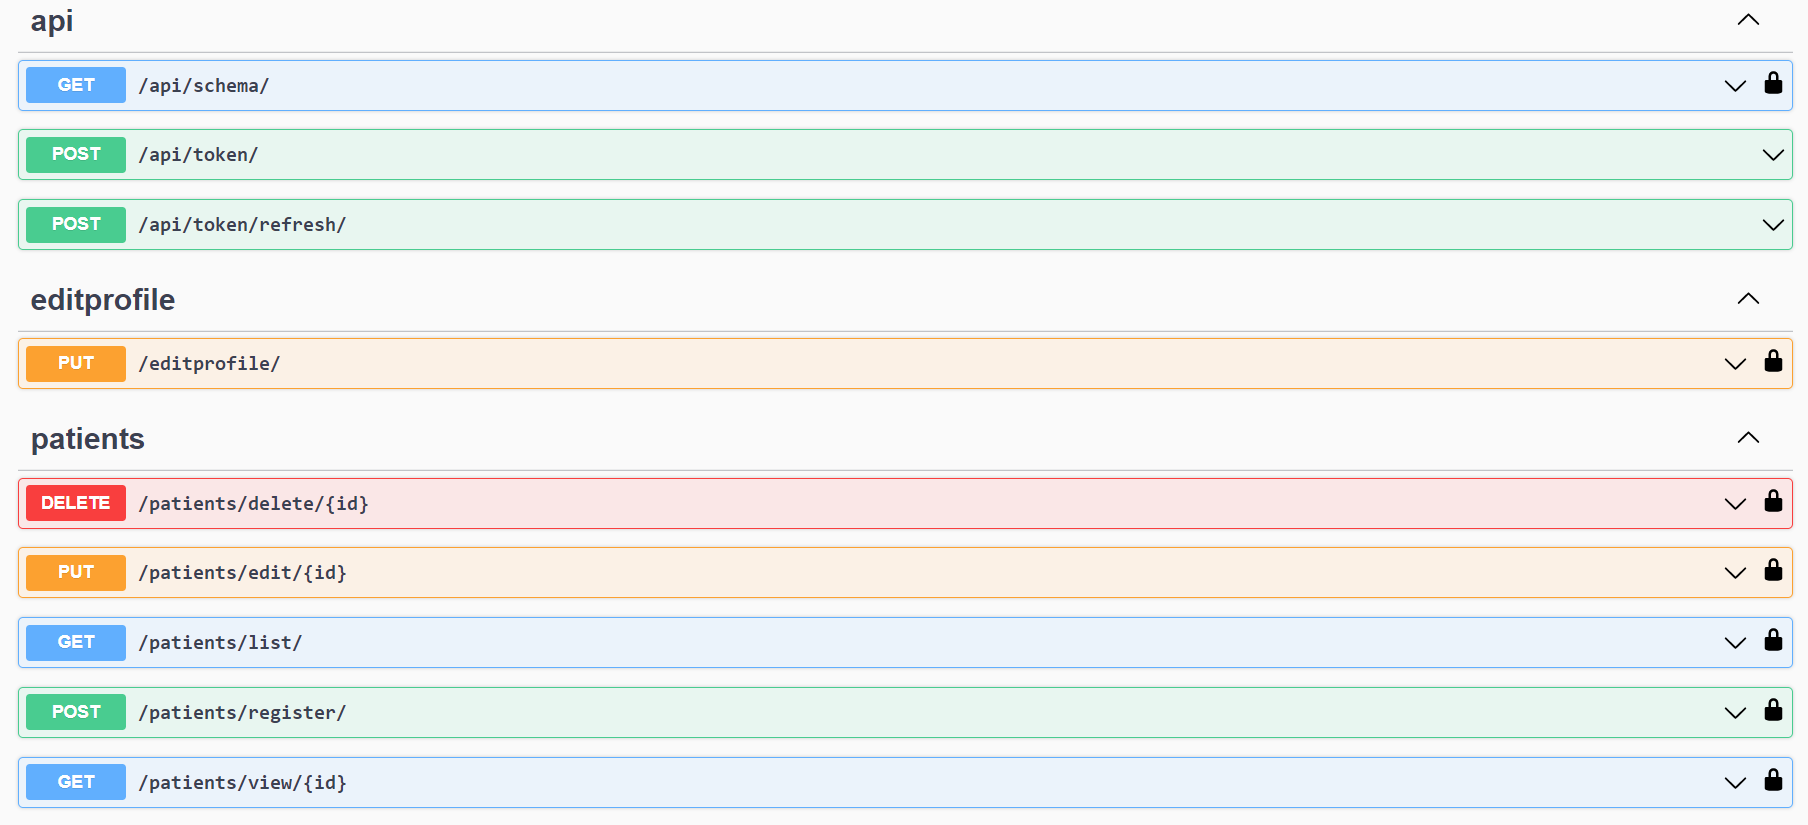 api
GET /api/schema/
POST /api/token/
POST /api/token/refresh/
editprofile
PUT /editprofile/
patients
DELETE /patients/delete/{id}
PUT /patients/edit/{id}
GET /patients/list/
POST /patients/register/
GET /patients/view/{id}